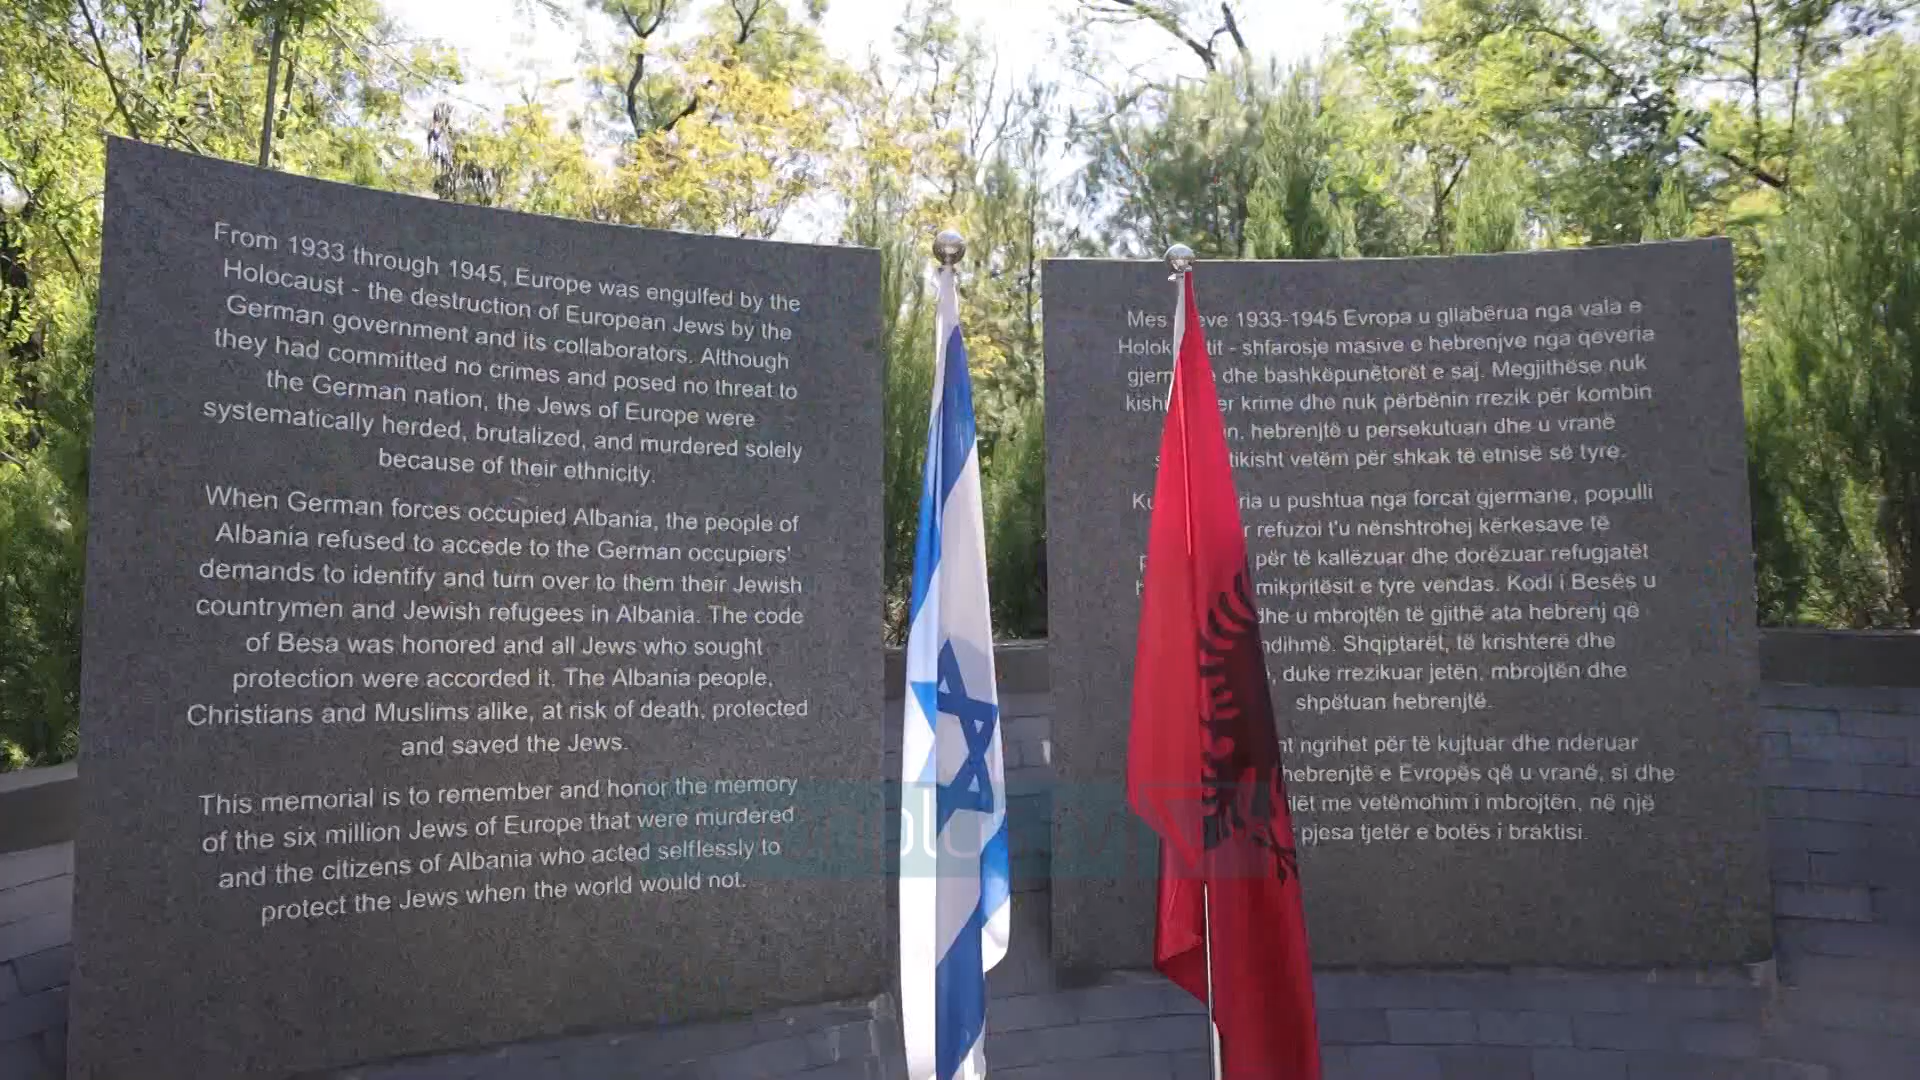 From 1933 through 1945, Europe was engulfed by the
Holocaust - the destruction of European Jews by the
German government and its collaborators. Although
they had committed no crimes and posed no threat to
the German nation, the Jews of Europe were
systematically herded, brutalized, and murdered solely
because of their ethnicity.
When German forces occupied Albania, the people of
Albania refused to accede to the German occupiers'
demands to identify and turn over to them their Jewish
countrymen and Jewish refugees in Albania. The code
of Besa was honored and all Jews who sought
protection were accorded it. The Albania people,
Christians and Muslims alike, at risk of death, protected
and saved the Jews.
This memorial is to remember and honor the memory
of the six million Jews of Europe that were murdered
and the citizens of Albania who acted selflessly to
protect the Jews when the world would not.
Mes 1933-1945 Evropa u gllabërua nga vala e
- shfarosje masive e hebrenjve nga qeveria
dhe bashkëpunëtorët e saj. Megjithëse nuk
krime dhe nuk përbënin rrezik për kombin
hebrenjtë u persekutuan dhe u vranë
vetëm për shkak të etnisë së tyre.
u pushtua nga forcat gjermane, populli
refuzoi t'u nënshtrohej kërkesave të
për të kallëzuar dhe dorëzuar refugjatët
mikpritësit e tyre vendas. Kodi i Besës u
dhe u mbrojtën të gjithë ata hebrenj që
Shqiptarët, të krishterë dhe
duke rrezikuar jetën, mbrojtën dhe
shpëtuan hebrenjtë.
ngrihet për të kujtuar dhe nderuar
hebrenjtë e Evropës që u vranë, si dhe
me vetëmohim i mbrojtën, në një
pjesa tjetër e botës i braktisi.